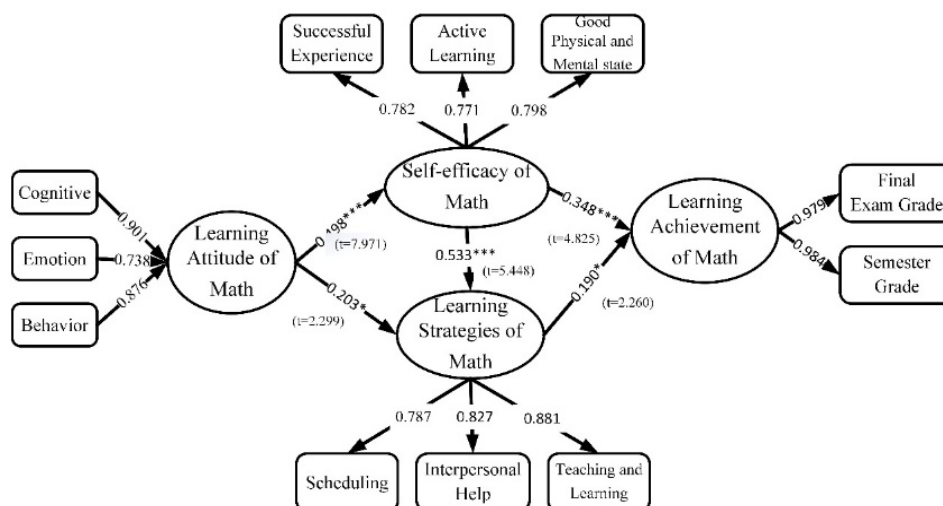 Successful
Experience
Active
Learning
Good
Physical and
Mental state
0.782
0.771
0.798
Cognitive
Emotion
Behavior
0.901
0.738
0.876
Learning
Attitude of
Math
(t=7.971)
0.203*
(t=2.299)
Self-efficacy of
Math
0.533***
(t=5.448)
Learning
Strategies of
Math
0.348***
(t=4.825)
0.190*
(t=2.260)
Learning
Achievement
of Math
0.979
0.984
Final
Exam Grade
Semester
Grade
0.787
0.827
0.881
Scheduling
Interpersonal
Help
Teaching and
Learning